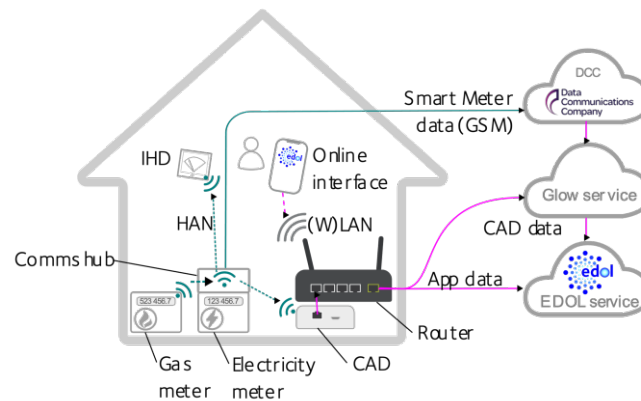 DCC
Data
Communications
Company
Smart Meter
data (GSM)
IHD
edol
Online
interface
Glow service
HAN
(W)LAN
CAD data
Comms hub
edol
App data
EDOL service
523 456.7
123-456.7
Router
Gas
meter
Electricity
meter
CAD